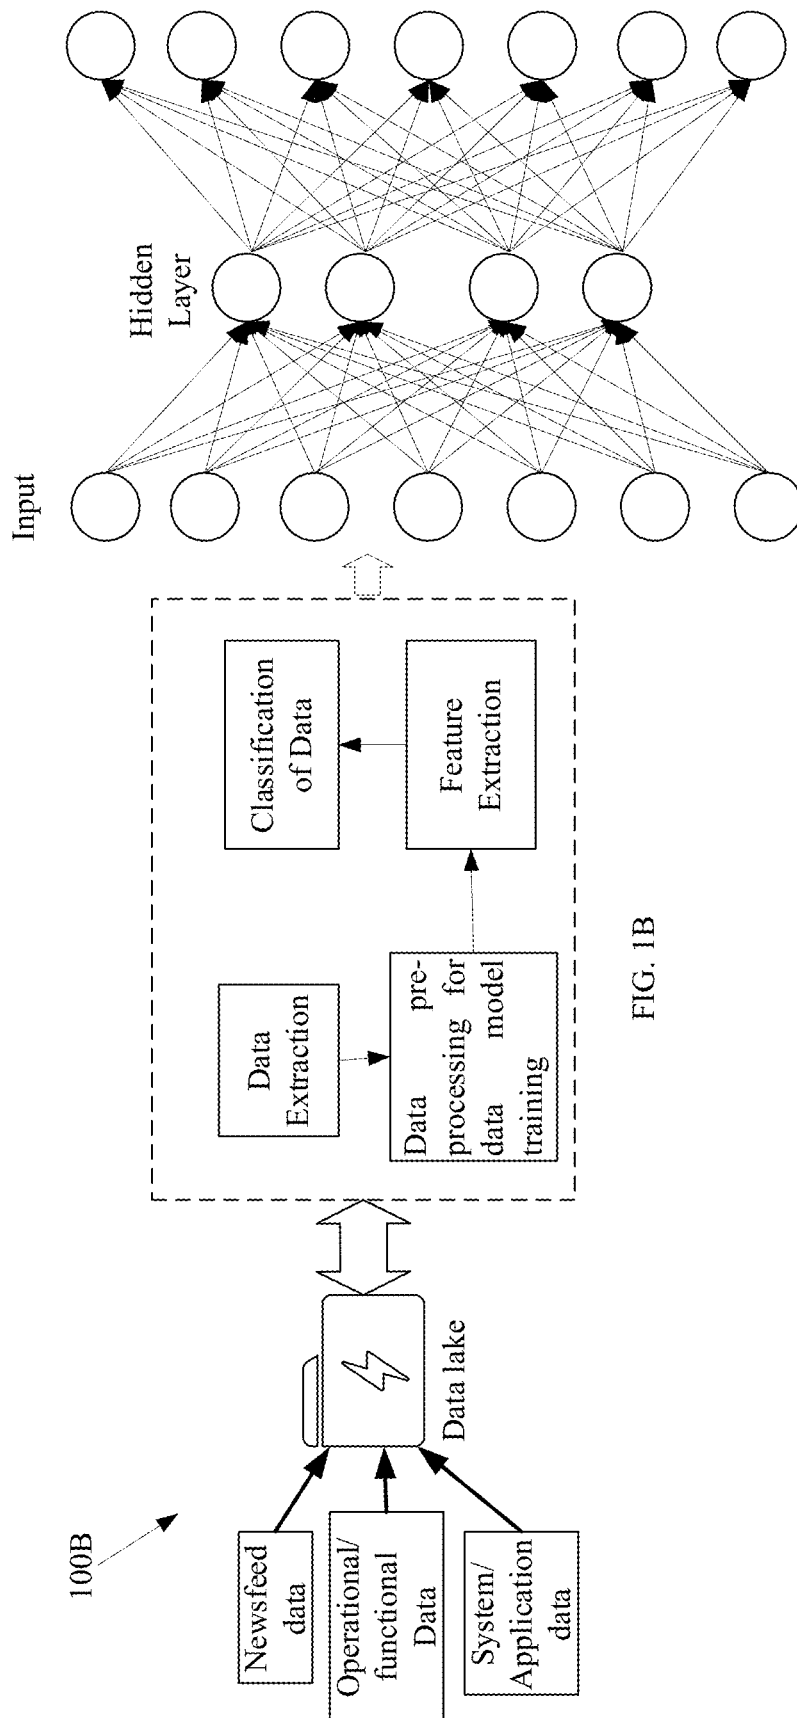 100B
Newsfeed
data
Operational/
functional
Data
System/
Application
data
Data lake
Data
Extraction
Data pre-
processing for
data model
training
Feature
Extraction
Classification
of Data
Input
Hidden
Layer
FIG. 1B